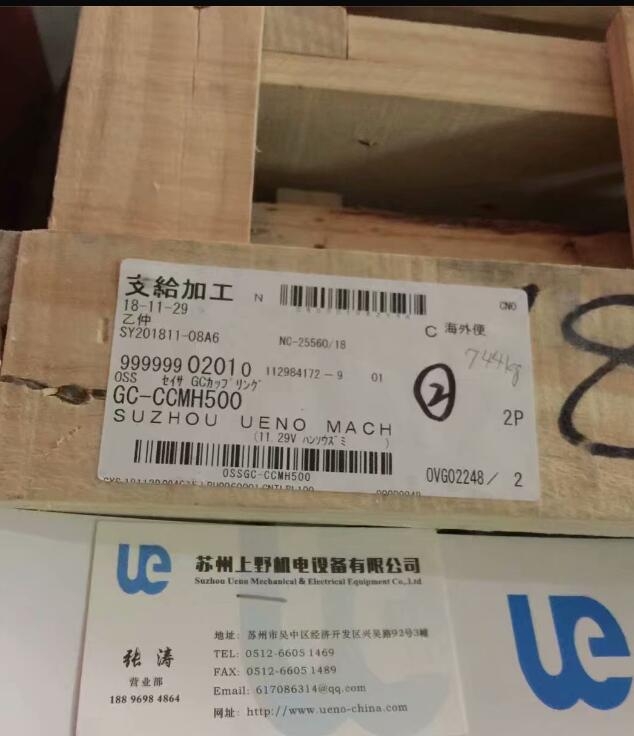 支給加工 N
18-11-29
CNO
乙仲
C 海外便
SY201811-08A6
NC-25560/18
744kg
999999 02010
112984172-9 01
OSS セイサ GCカップリング
GC-CCMH500
②
2P
SUZHOU UENO MACH
(11.29V ハンソウズミ)
OSSGC-CCMH500
OVG02248/ 2
8
ue
苏州上野机电设备有限公司
Suzhou Ueno Mechanical & Electrical Equipment Co.,Ltd
地址: 苏州市吴中区经济开发区兴吴路92号3幢
张涛
TEL: 0512-6605 1469
营业部
FAX: 0512-6605 1489
188 9698 4864
Email: 617086314@qq.com
网址: http://www.ueno-china.com
ue